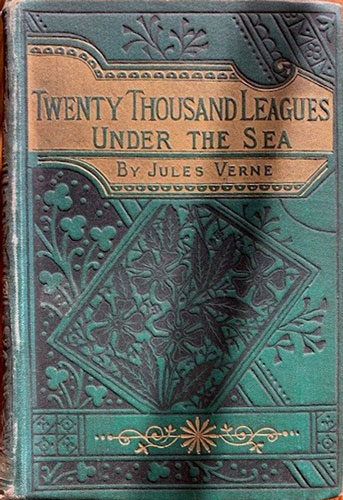 TWENTY THOUSAND LEAGUES
UNDER THE SEA
BY JULES VERNE